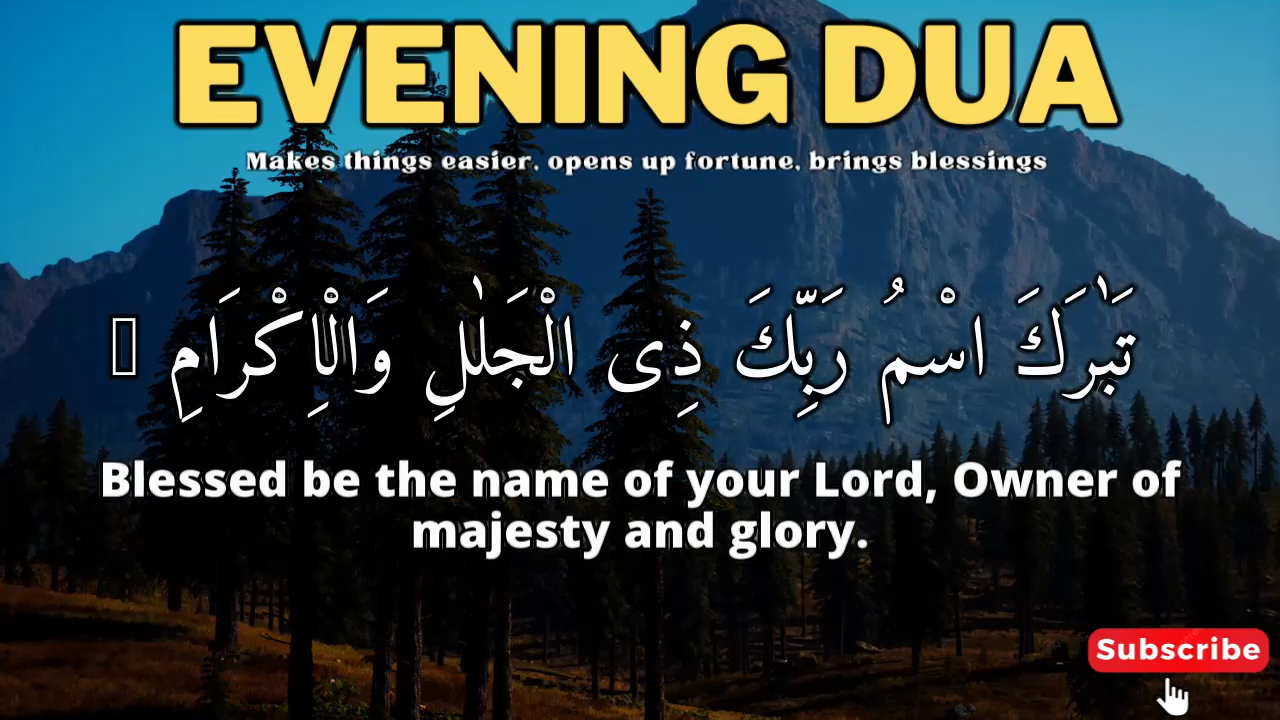 EVENING DUA
Makes things easier, opens up fortune, brings blessings
تَبٰرَكَ اسْمُ رَبِّكَ ذِى الْجَلٰلِ وَالْاِكْرَامِ
Blessed be the name of your Lord, Owner of
majesty and glory.
Subscribe